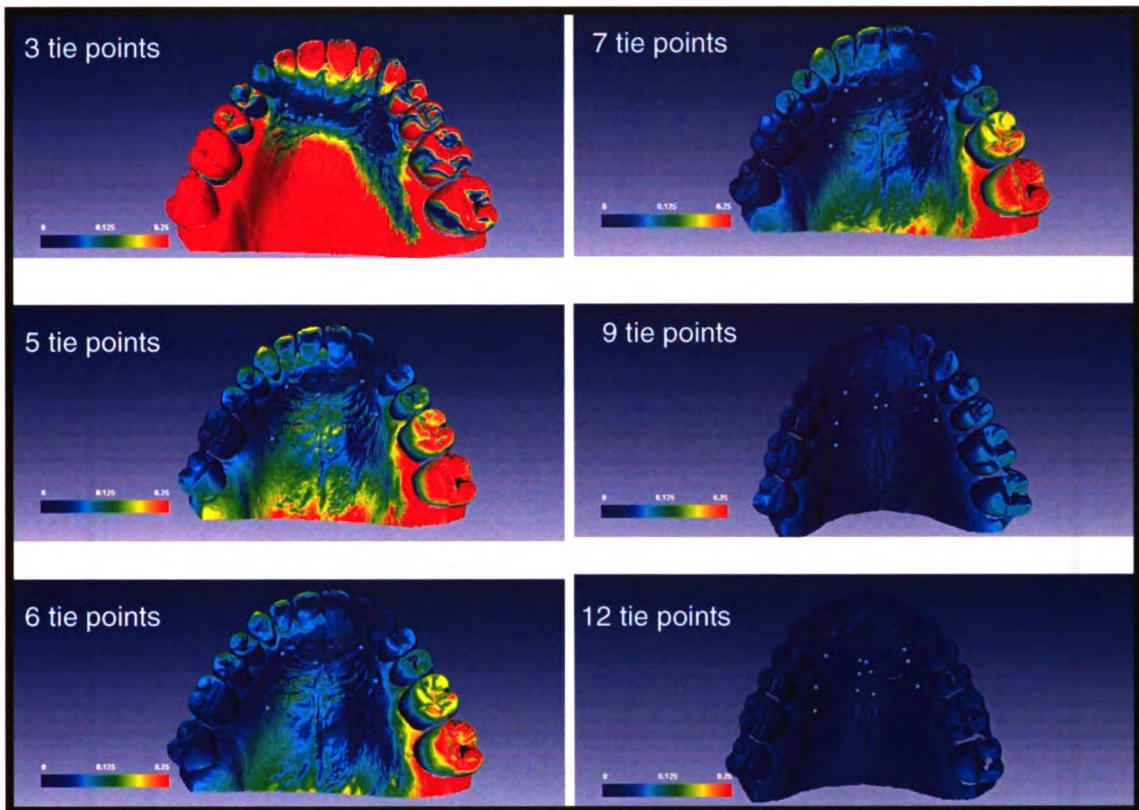 3 tie points
0 0.125 0.25
5 tie points
0 0.125 0.25
6 tie points
0 0.125 0.25
7 tie points
0 0.125 0.25
9 tie points
0 0.125 0.25
12 tie points
0 0.125 0.25